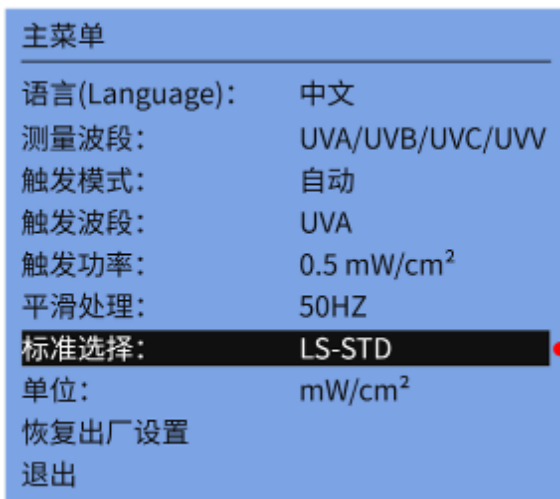 主菜单
语言(Language)： 中文
测量波段： UVA/UVB/UVC/UVV
触发模式： 自动
触发波段： UVA
触发功率： 0.5 mW/cm²
平滑处理： 50HZ
标准选择： LS-STD
单位： mW/cm²
恢复出厂设置
退出